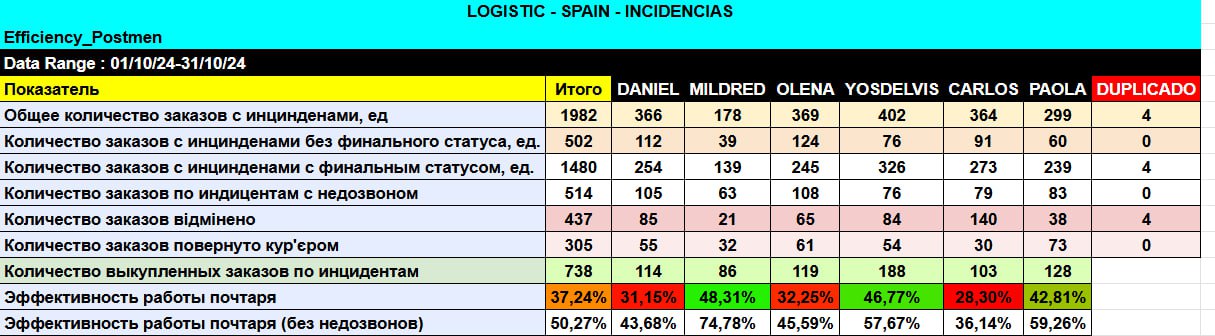 LOGISTIC - SPAIN - INCIDENCIAS
Efficiency_Postmen
Data Range : 01/10/24-31/10/24
Показатель Итого DANIEL MILDRED OLENA YOSDELVIS CARLOS PAOLA DUPLICADO
Общее количество заказов с инцинденами, ед 1982 366 178 369 402 364 299 4
Количество заказов с инцинденами без финального статуса, ед. 502 112 39 124 76 91 60 0
Количество заказов с инцинденами с финальным статусом, ед. 1480 254 139 245 326 273 239 4
Количество заказов по индицентам с недозвоном 514 105 63 108 76 79 83 0
Количество заказов відмінено 437 85 21 65 84 140 38 4
Количество заказов повернуто кур'єром 305 55 32 61 54 30 73 0
Количество выкупленных заказов по инцидентам 738 114 86 119 188 103 128
Эффективность работы почтаря 37,24% 31,15% 48,31% 32,25% 46,77% 28,30% 42,81%
Эффективность работы почтаря (без недозвонов) 50,27% 43,68% 74,78% 45,59% 57,67% 36,14% 59,26%